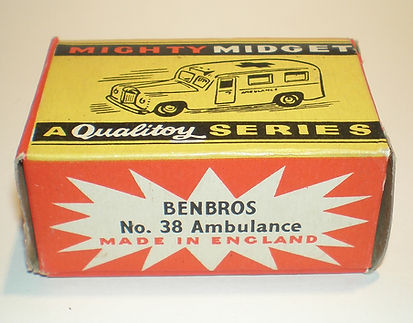 MIGHTY MIDGET
AMBULANCE
A Qualitoy SERIES
BENBROS
No. 38 Ambulance
MADE IN ENGLAND